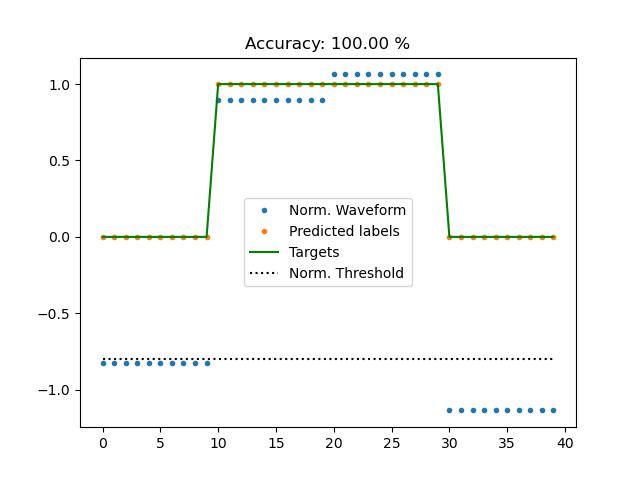 Accuracy: 100.00 %
1.0
0.5
0.0
−0.5
−1.0
Norm. Waveform
Predicted labels
Targets
Norm. Threshold
0 5 10 15 20 25 30 35 40